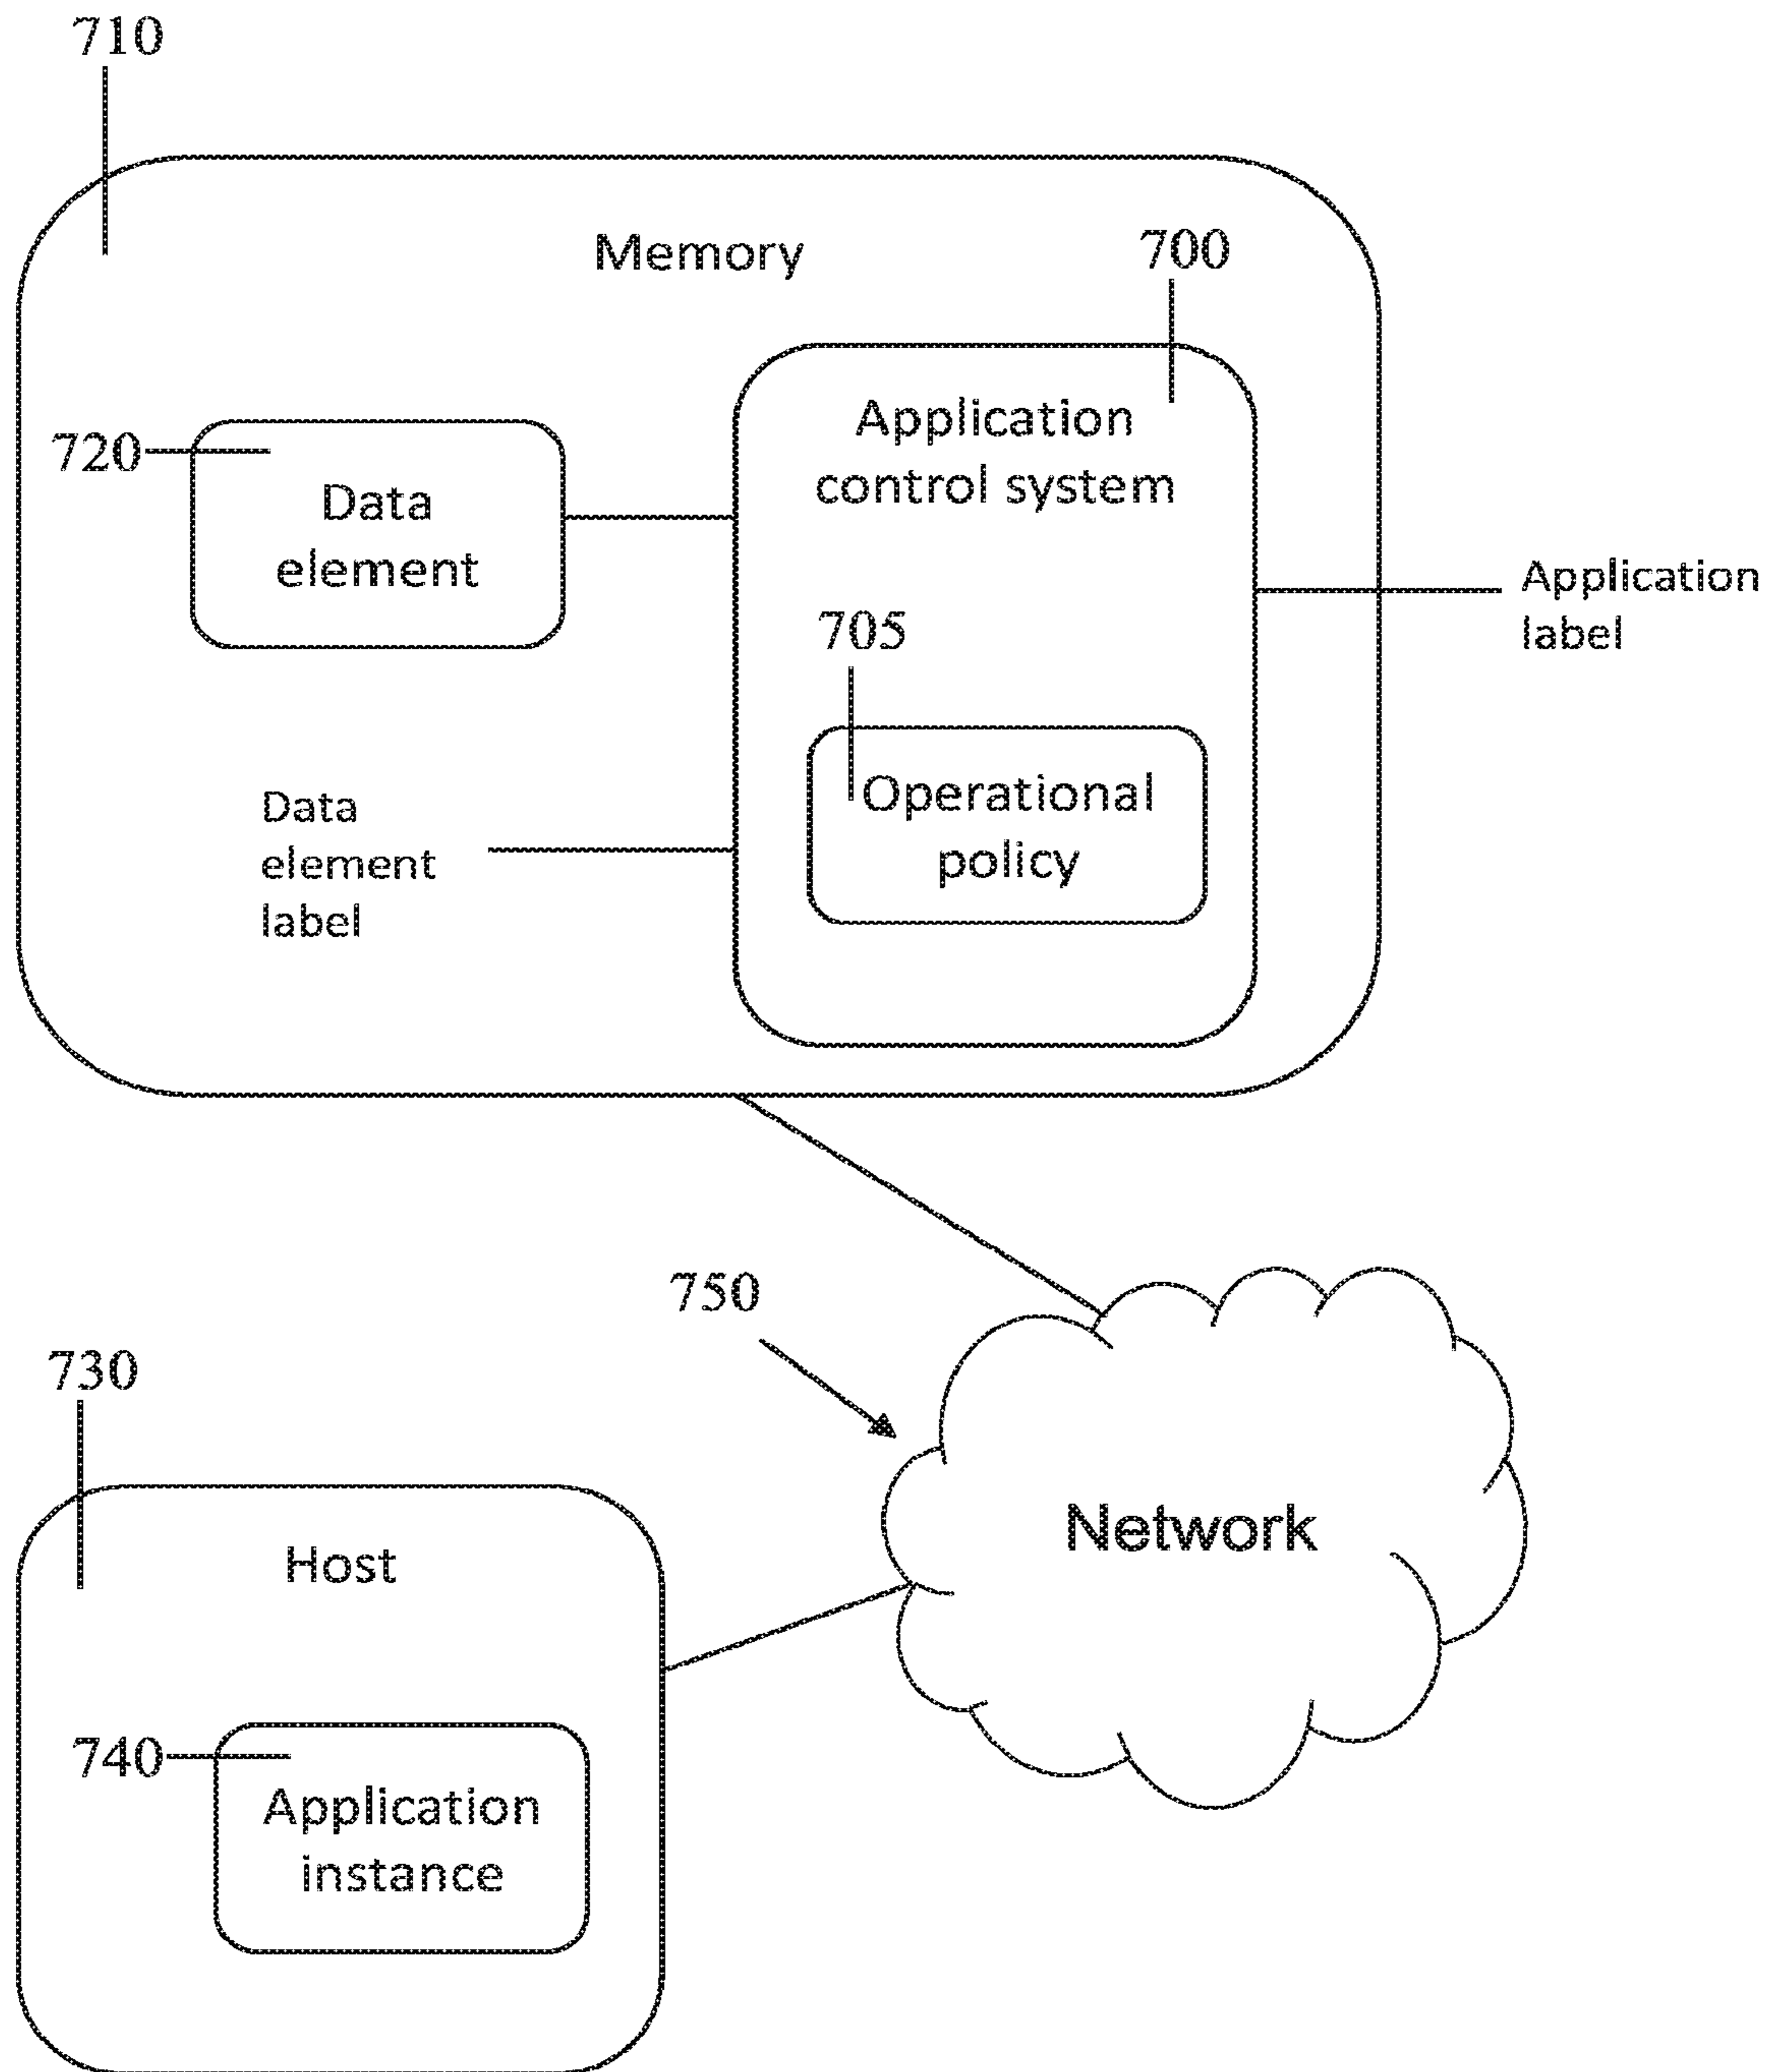 710
Memory
700
Application
control system
720
Data
element
Application
label
705
Operational
policy
Data
element
label
750
730
Network
Host
740
Application
instance